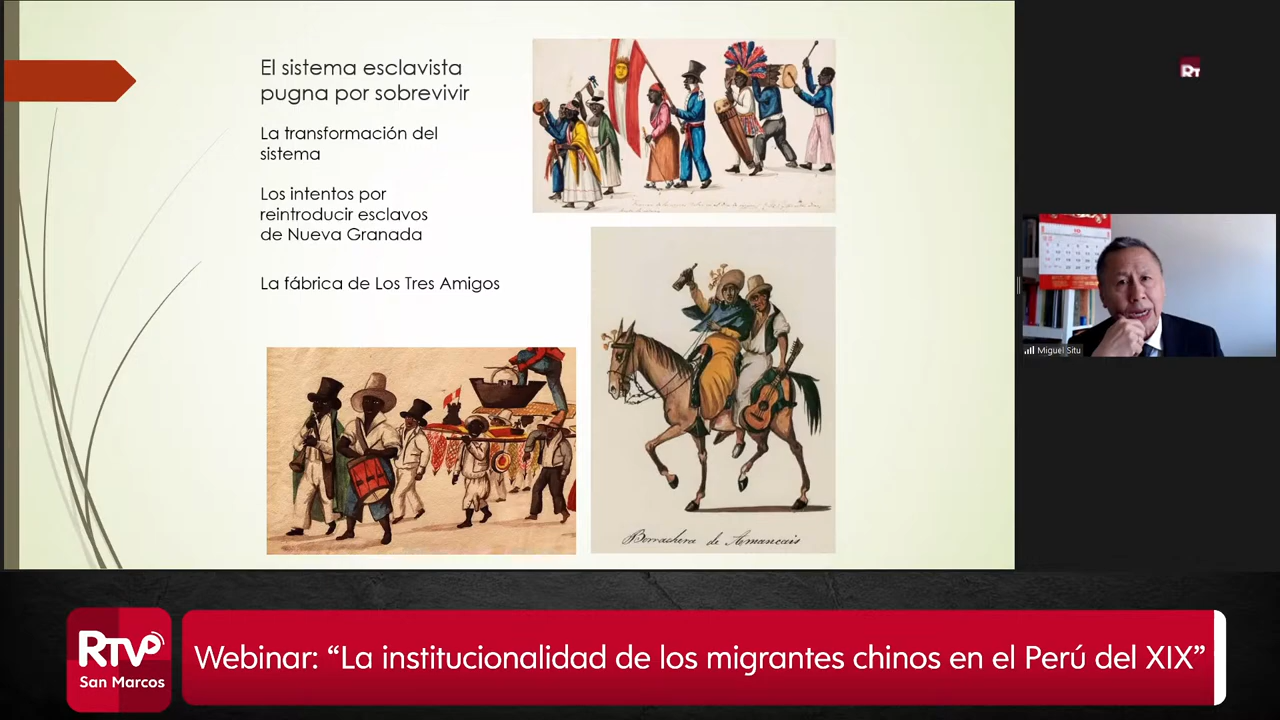 El sistema esclavista
pugna por sobrevivir
La transformación del
sistema
Los intentos por
reintroducir esclavos
de Nueva Granada
La fábrica de Los Tres Amigos
Borrachera de Amancais
RT
Miguel Situ
RTV
San Marcos
Webinar: “La institucionalidad de los migrantes chinos en el Perú del XIX”